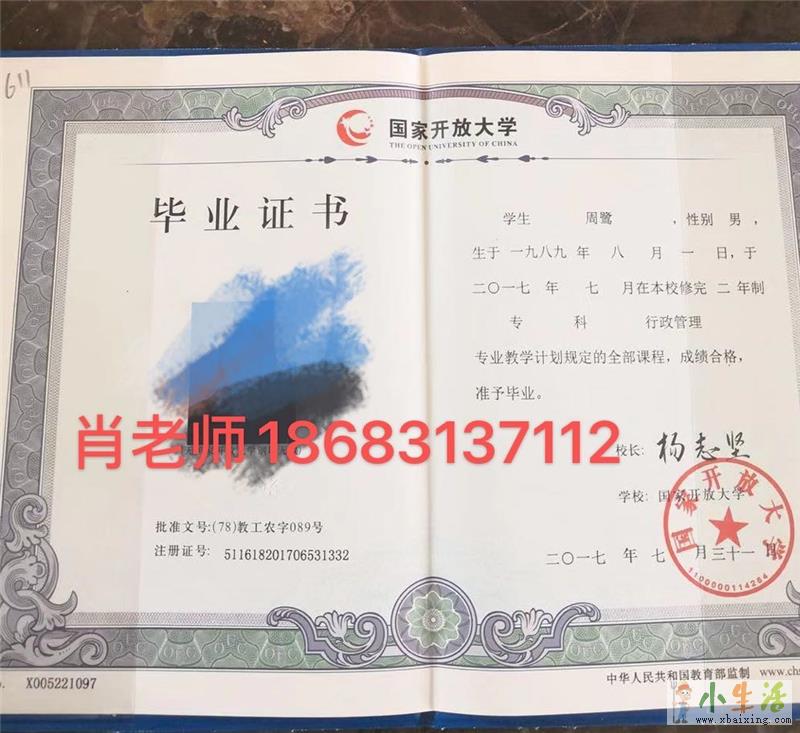 611
国家开放大学
THE OPEN UNIVERSITY OF CHINA
毕业证书
学生 周鹭 ,性别 男 ,
生于 一九八九 年 八 月 一 日,于
二〇一七 年 七 月在本校修完 二 年制
专 科 行政管理
专业教学计划规定的全部课程，成绩合格，
准予毕业。
肖老师18683137112
校长: 杨志坚
学校: 国家开放大学
国家开放大学
1100000114284
二〇一七 年 七 月三十一 日
批准文号:(78)教工农字089号
注册证号: 511618201706531332
o. X005221097
中华人民共和国教育部监制 www.chs
小生活
www.xbaixing.com